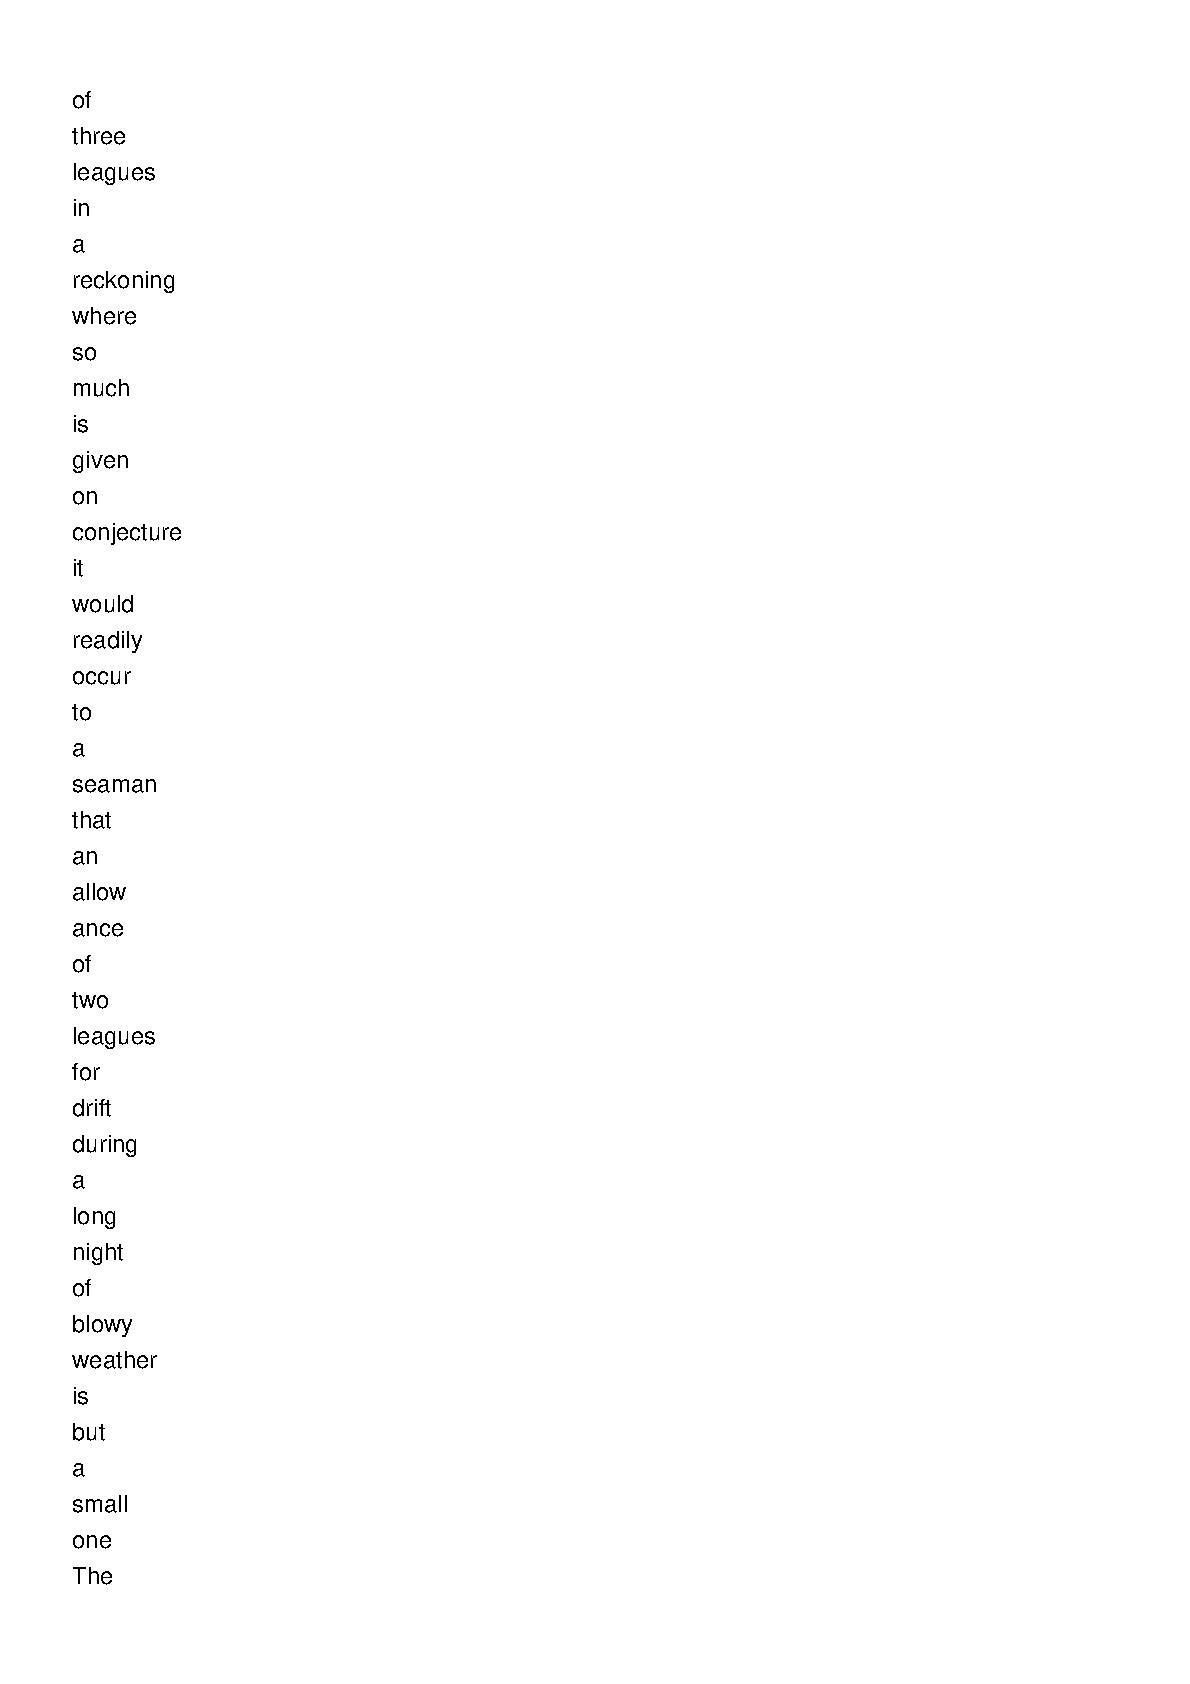 of
three
leagues
in
a
reckoning
where
so
much
is
given
on
conjecture
it
would
readily
occur
to
a
seaman
that
an
allow
ance
of
two
leagues
for
drift
during
a
long
night
of
blowy
weather
is
but
a
small
one
The